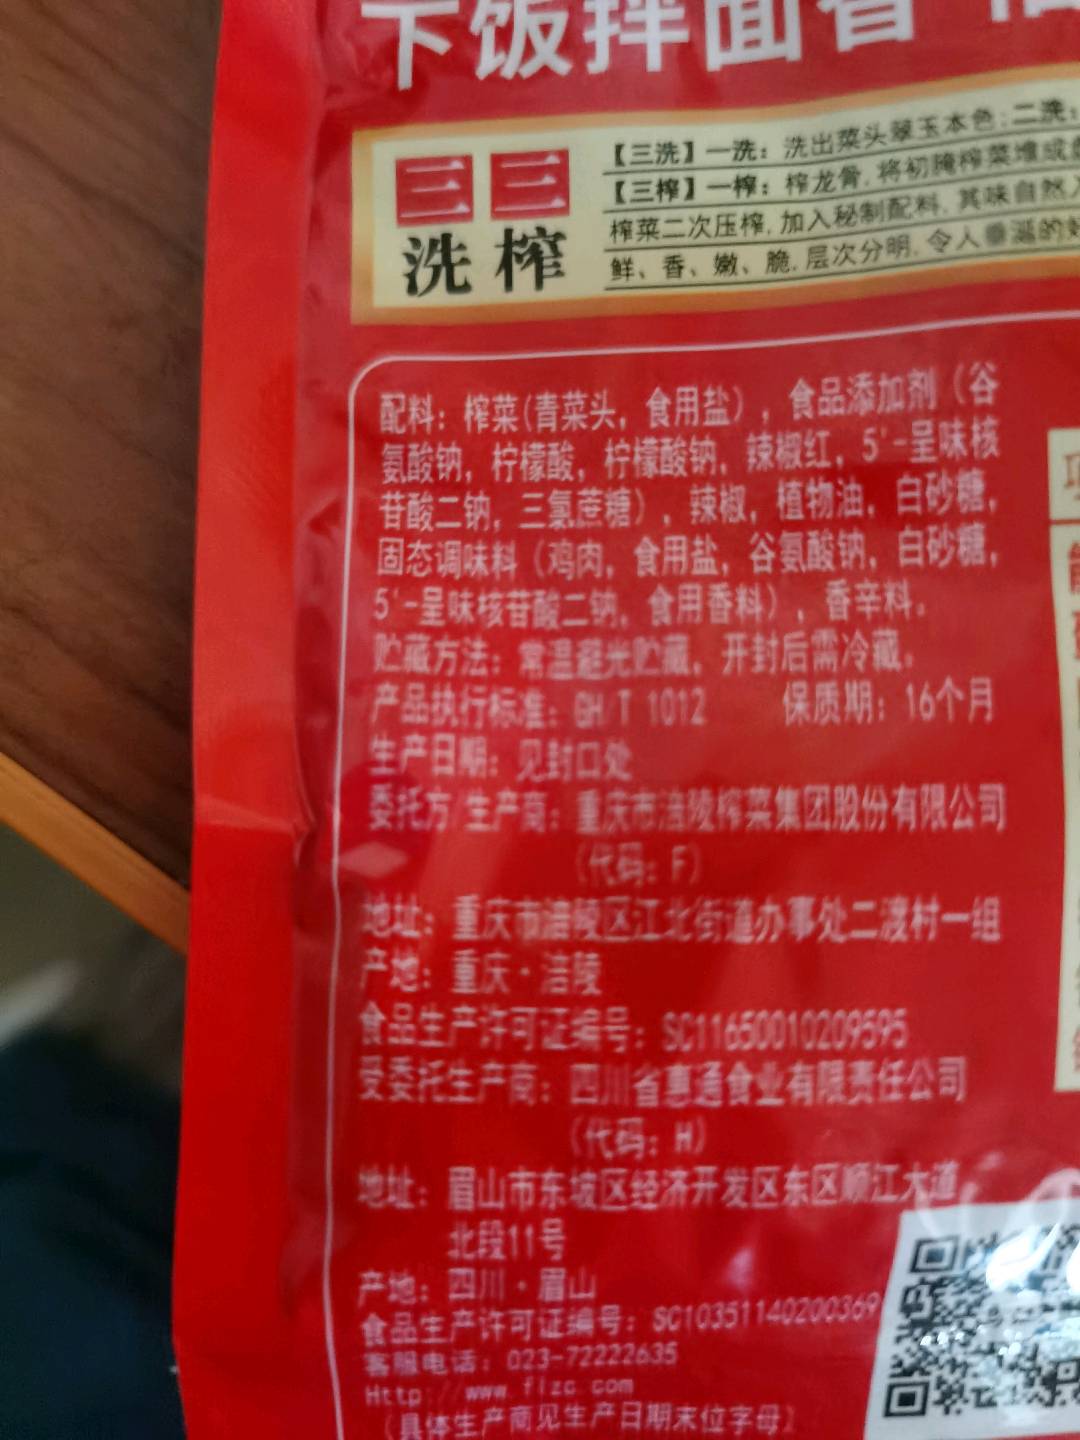 下饭拌面香
三 三
洗 榨
【三洗】一洗：洗出菜头翠玉本色；二洗：
【三榨】一榨：榨龙骨，将初腌榨菜堆成
榨菜二次压榨，加入秘制配料，其味自然
鲜、香、嫩、脆，层次分明，令人垂涎的
配料：榨菜(青菜头，食用盐)，食品添加剂（谷
氨酸钠，柠檬酸，柠檬酸钠，辣椒红，5'-呈味核
苷酸二钠，三氯蔗糖），辣椒，植物油，白砂糖，
固态调味料（鸡肉，食用盐，谷氨酸钠，白砂糖，
5'-呈味核苷酸二钠，食用香料），香辛料。
贮藏方法：常温避光贮藏，开封后需冷藏。
产品执行标准：GH/T 1012 保质期：16个月
生产日期：见封口处
委托方/生产商：重庆市涪陵榨菜集团股份有限公司
（代码：F）
地址：重庆市涪陵区江北街道办事处二渡村一组
产地：重庆·涪陵
食品生产许可证编号：SC11650010209595
受委托生产商：四川省惠通食业有限责任公司
（代码：H）
地址：眉山市东坡区经济开发区东区顺江大道
北段11号
产地：四川·眉山
食品生产许可证编号：SC10351140200369
客服电话：023-72222635
Http://www.flzc.com
（具体生产商见生产日期末位字母）